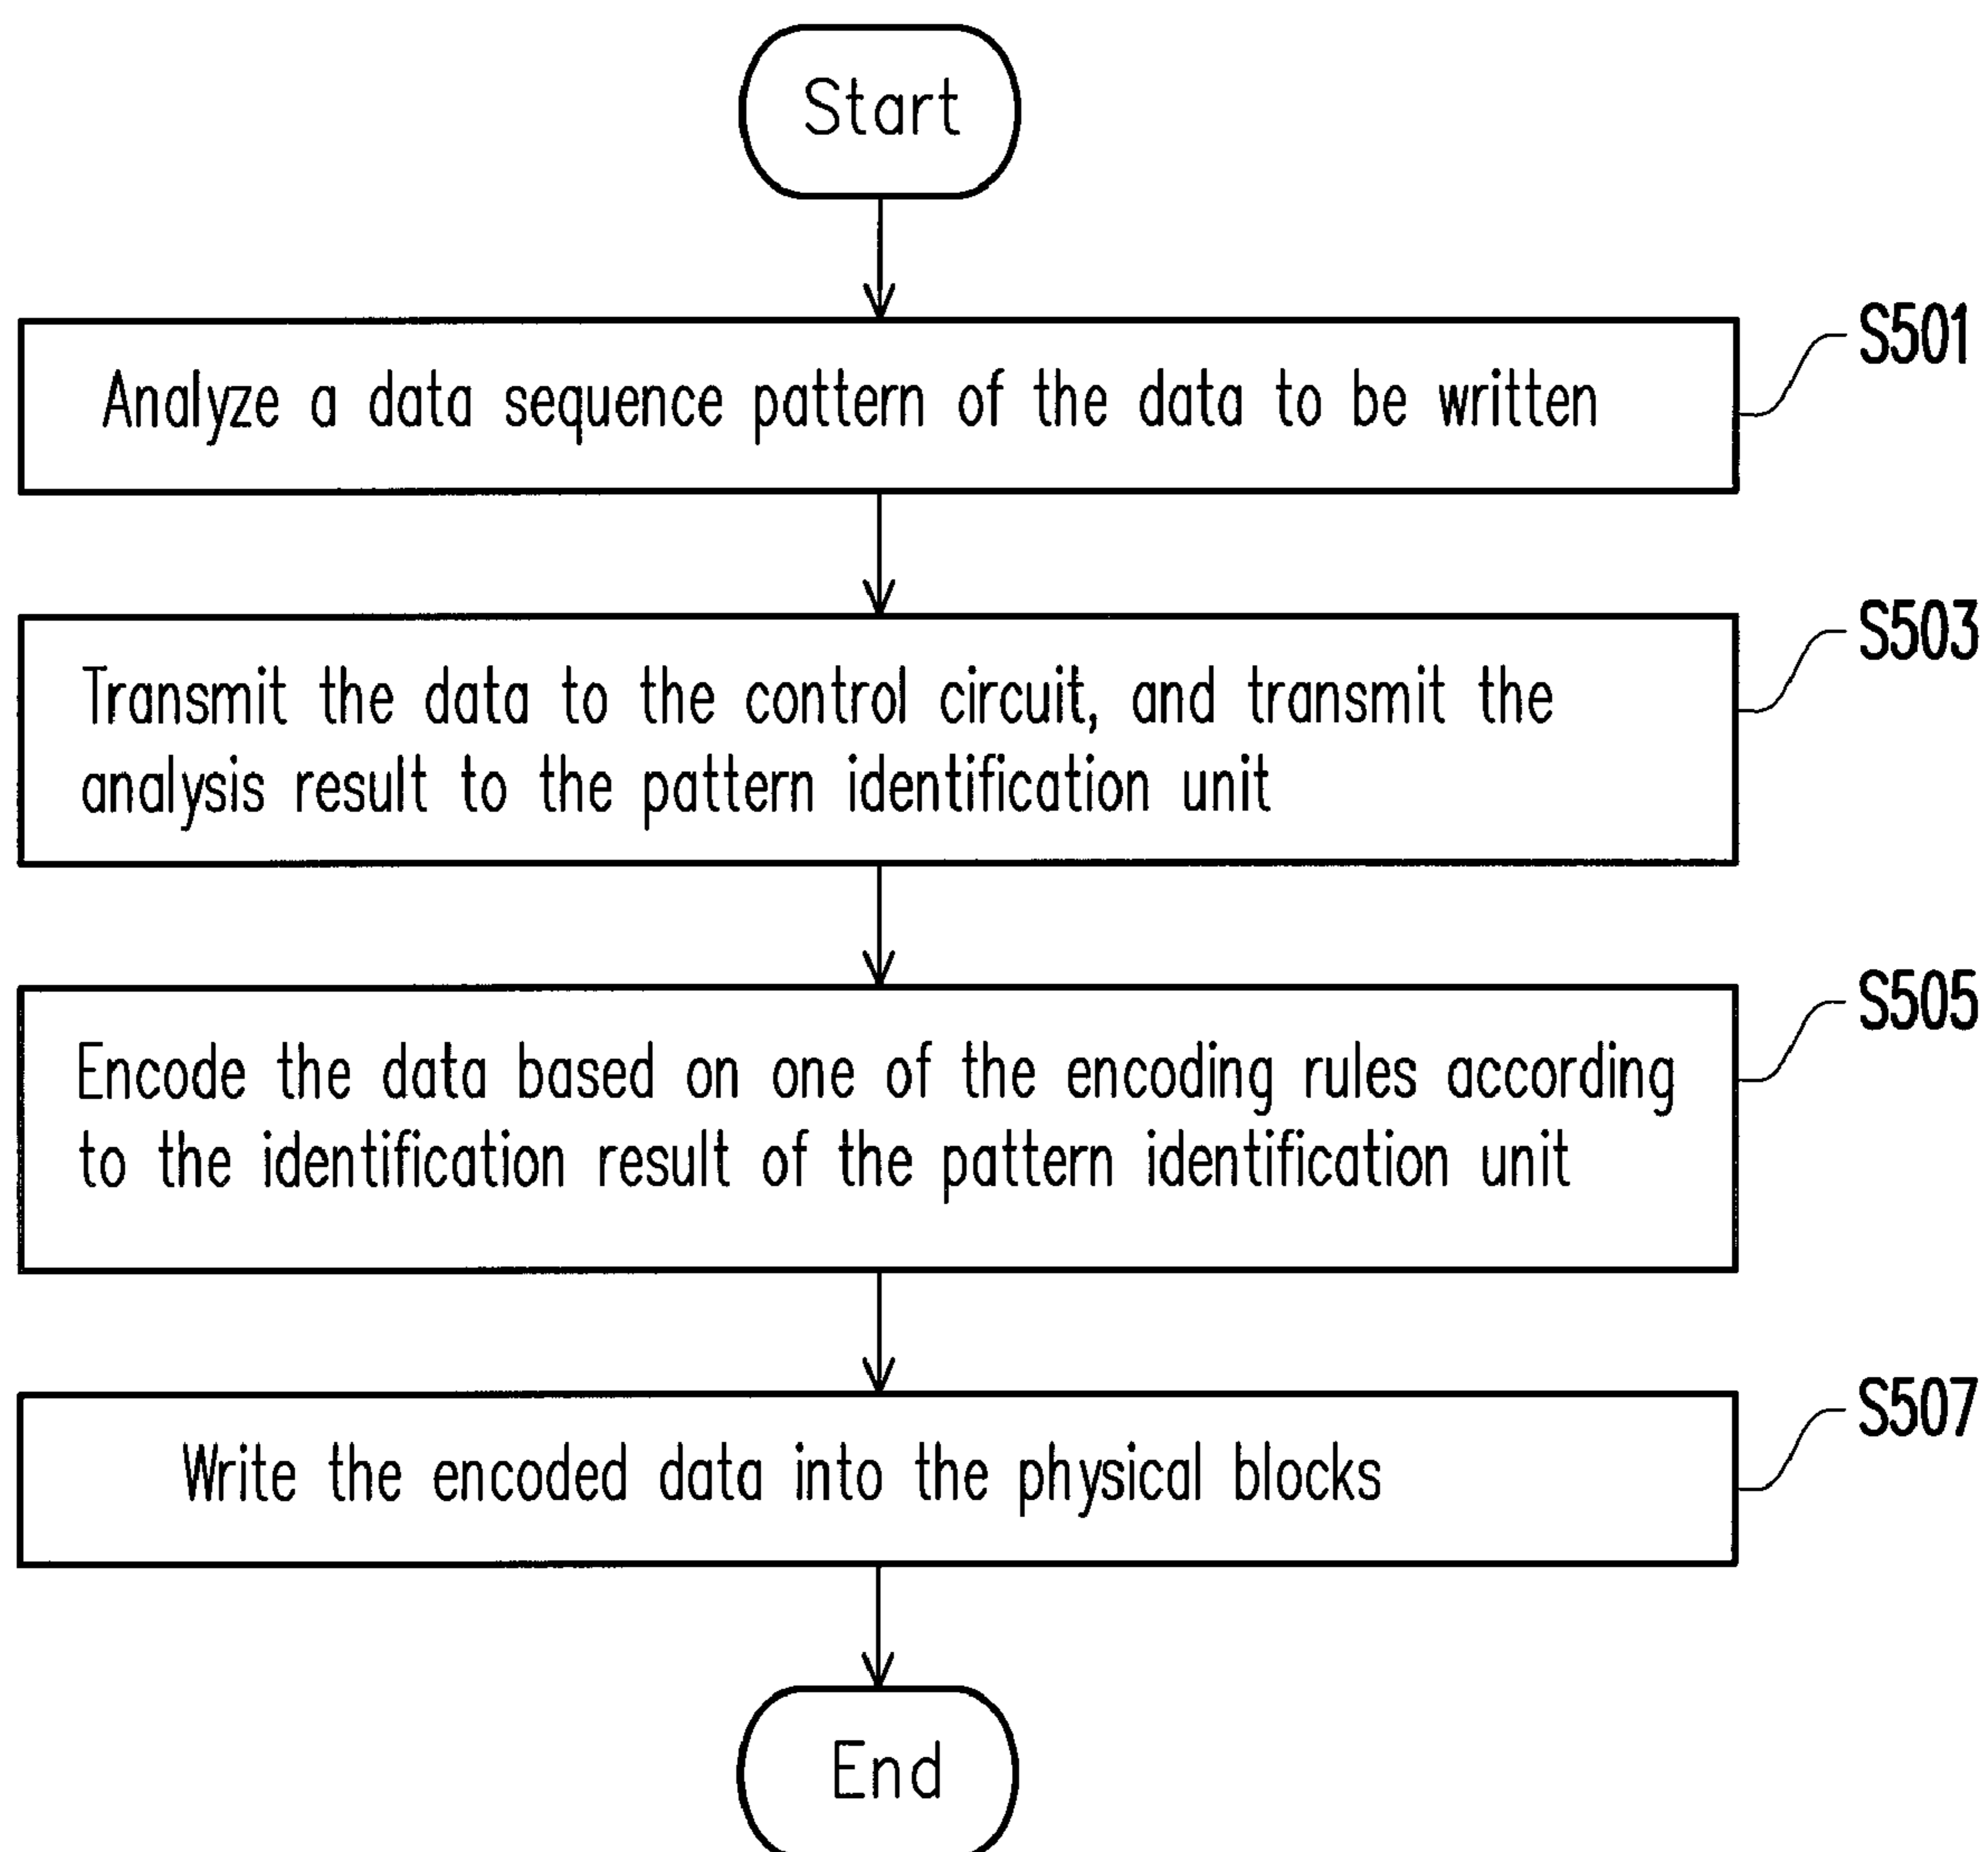 Start
S501
Analyze a data sequence pattern of the data to be written
S503
Transmit the data to the control circuit, and transmit the
analysis result to the pattern identification unit
S505
Encode the data based on one of the encoding rules according
to the identification result of the pattern identification unit
S507
Write the encoded data into the physical blocks
End